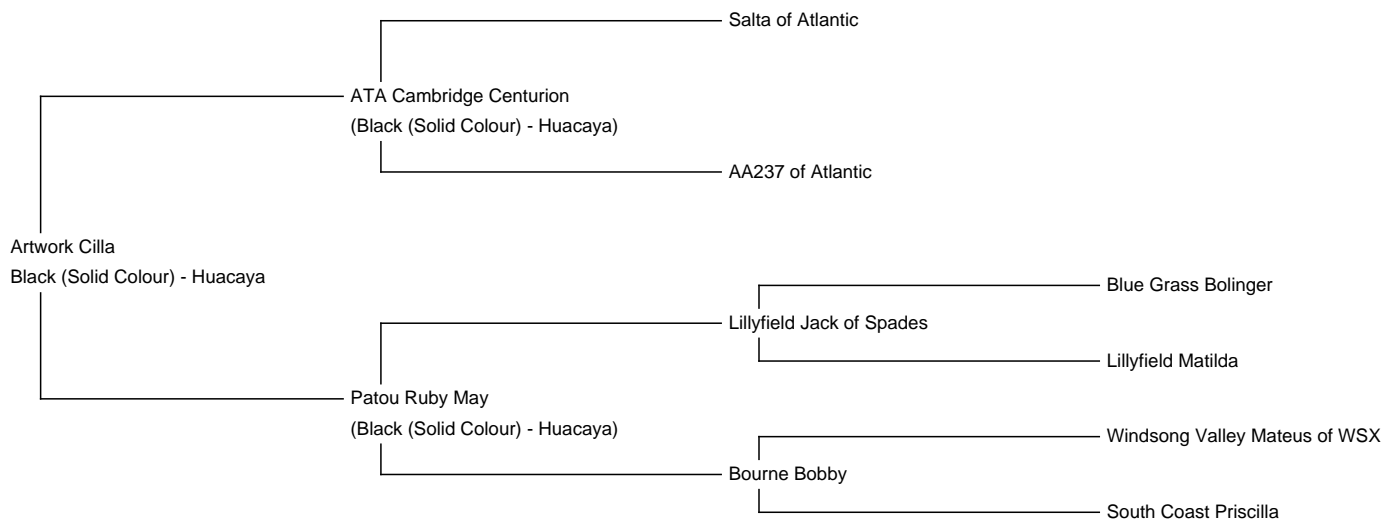 Salta of Atlantic
ATA Cambridge Centurion
(Black (Solid Colour) - Huacaya)
AA237 of Atlantic
Artwork Cilla
Black (Solid Colour) - Huacaya
Blue Grass Bolinger
Lillyfield Jack of Spades
Lillyfield Matilda
Patou Ruby May
(Black (Solid Colour) - Huacaya)
Windsong Valley Mateus of WSX
Bourne Bobby
South Coast Priscilla